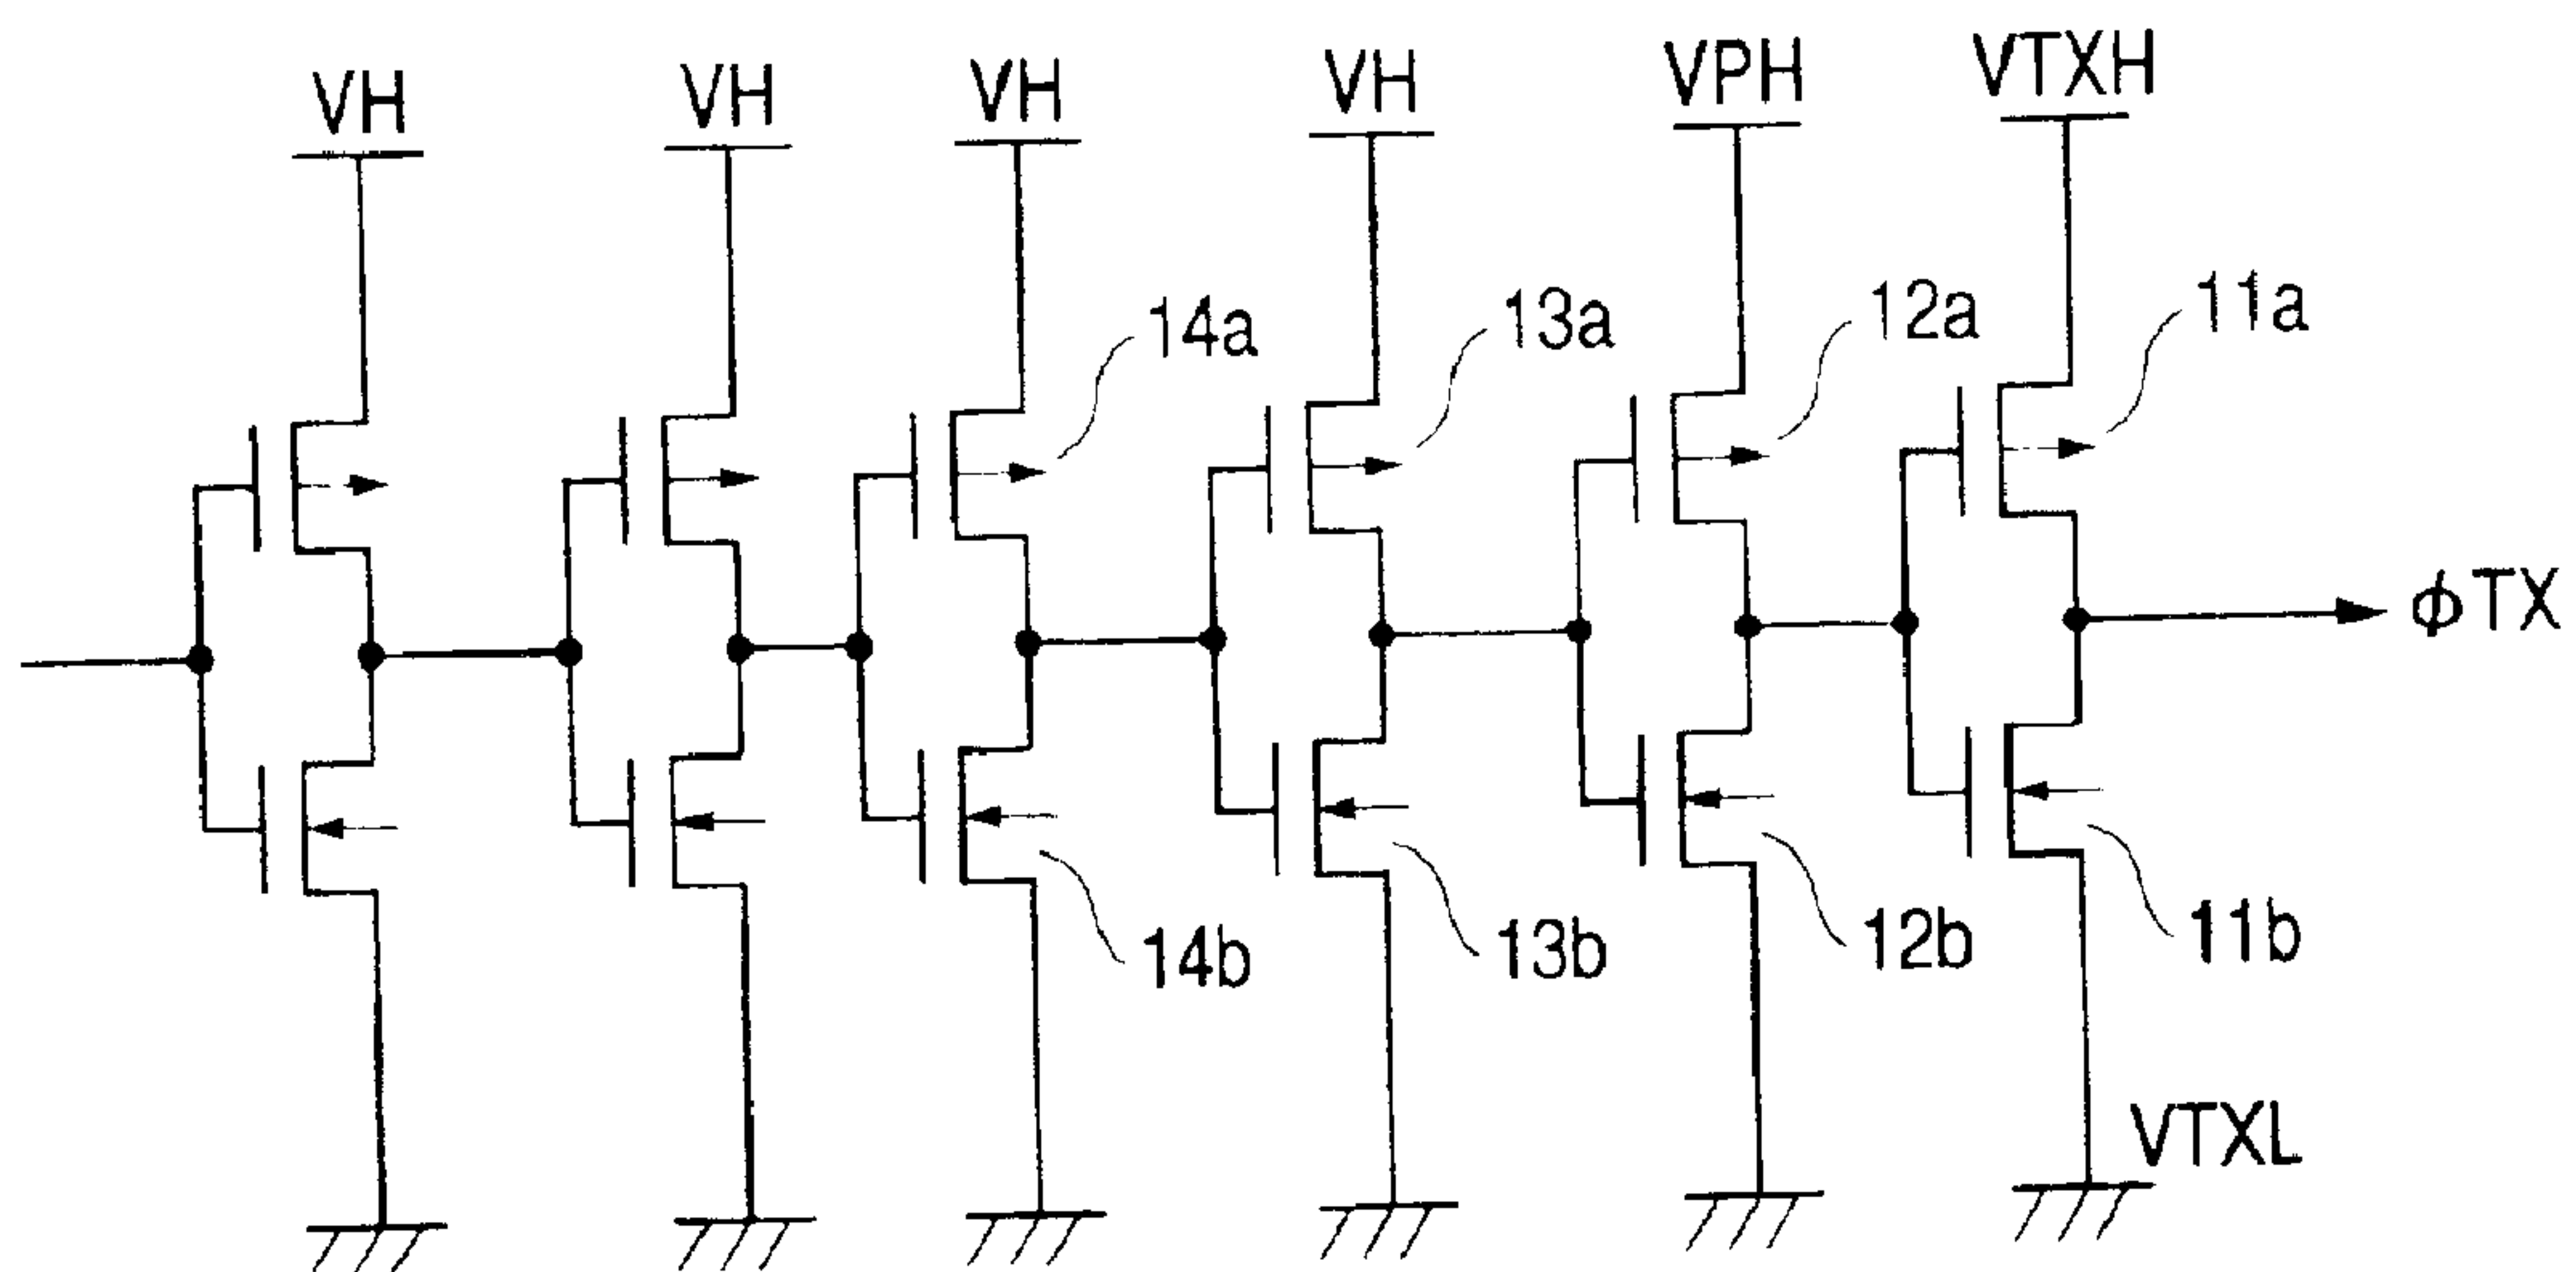 VH VH VH VH VPH VTXH
14a 13a 12a 11a
ϕTX
14b 13b 12b 11b
VTXL